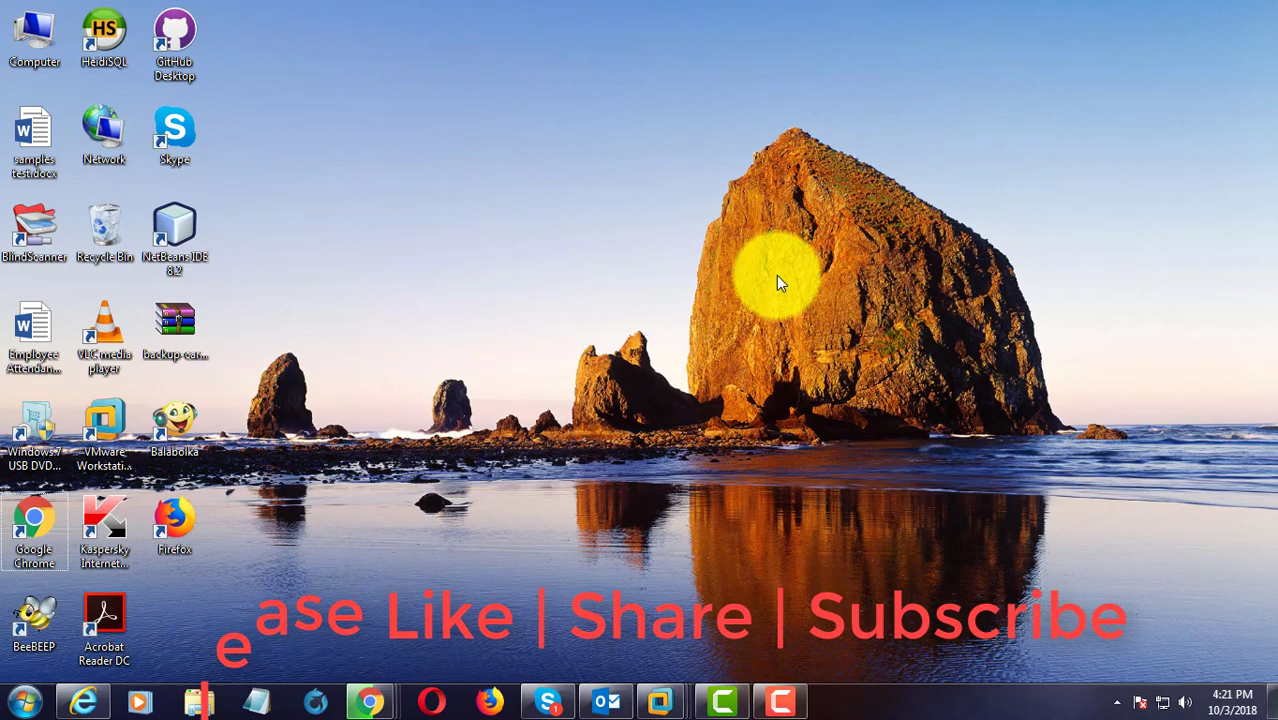 Computer
HS
HeidiSQL
GitHub
Desktop
W
samples
test.docx
Network
S
Skype
BlindScanner
Recycle Bin
NetBeans IDE
8.2
W
Employee
Attendan...
VLC media
player
backup-car...
Windows 7
USB DVD...
VMware
Workstati...
Balabolka
Google
Chrome
Kaspersky
Internet...
Firefox
BeeBEEP
Acrobat
Reader DC
lease Like | Share | Subscribe
4:21 PM
10/3/2018